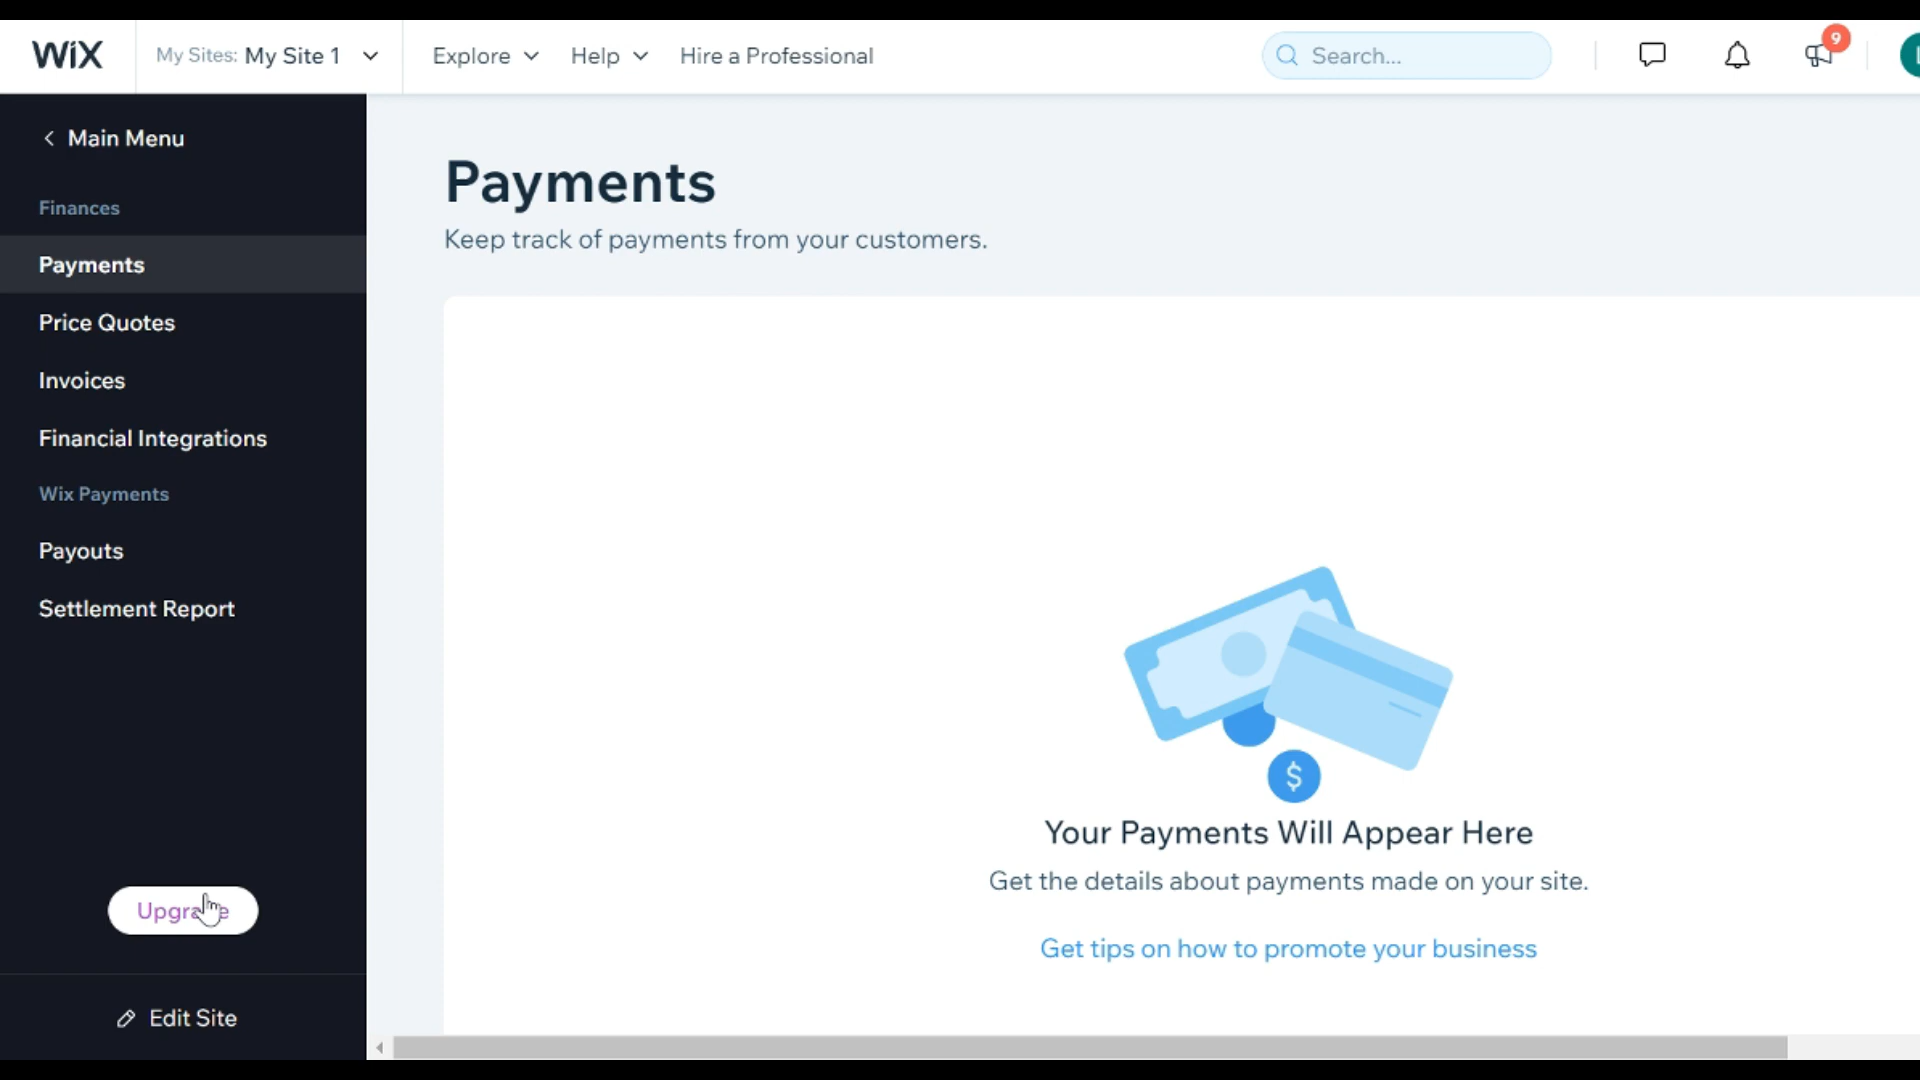 WiX
My Sites: My Site 1
Explore
Help
Hire a Professional
Search...
9
Main Menu
Finances
Payments
Price Quotes
Invoices
Financial Integrations
Wix Payments
Payouts
Settlement Report
Upgrade
Edit Site
Payments
Keep track of payments from your customers.
$
Your Payments Will Appear Here
Get the details about payments made on your site.
Get tips on how to promote your business